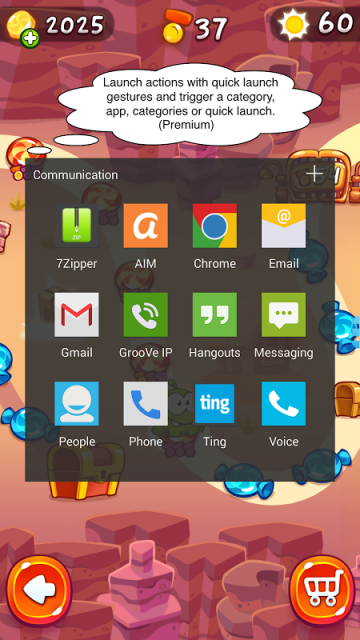 2025 37 60
Launch actions with quick launch
gestures and trigger a category,
app, categories or quick launch.
(Premium)
Communication
ZIP @
7Zipper AIM Chrome Email
Gmail GrooVe IP Hangouts Messaging
ting
People Phone Ting Voice